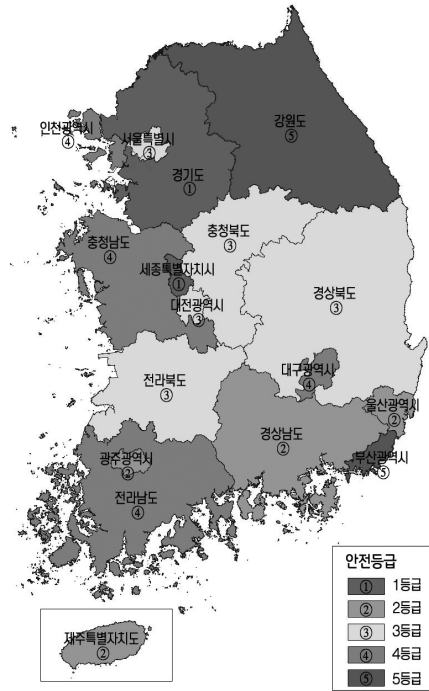 강원도
⑤
인천광역시
④
서울특별시
③
경기도
①
충청북도
③
충청남도
④
세종특별자치시
①
대전광역시
③
경상북도
③
대구광역시
④
전라북도
③
울산광역시
②
경상남도
②
부산광역시
⑤
광주광역시
②
전라남도
④
제주특별자치도
②
안전등급
① 1등급
② 2등급
③ 3등급
④ 4등급
⑤ 5등급